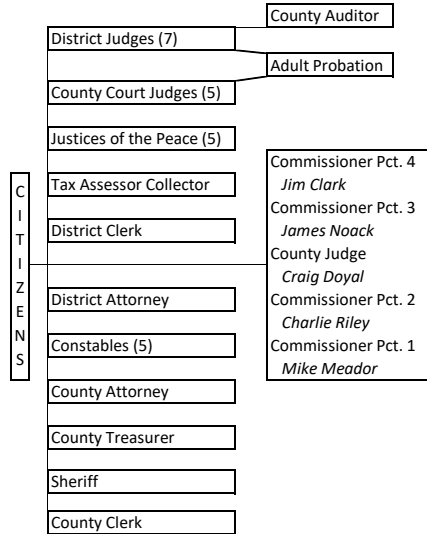 County Auditor
District Judges (7)
Adult Probation
County Court Judges (5)
Justices of the Peace (5)
Commissioner Pct. 4
Jim Clark
Commissioner Pct. 3
James Noack
County Judge
Craig Doyal
Commissioner Pct. 2
Charlie Riley
Commissioner Pct. 1
Mike Meador
CITIZENS
Tax Assessor Collector
District Clerk
District Attorney
Constables (5)
County Attorney
County Treasurer
Sheriff
County Clerk